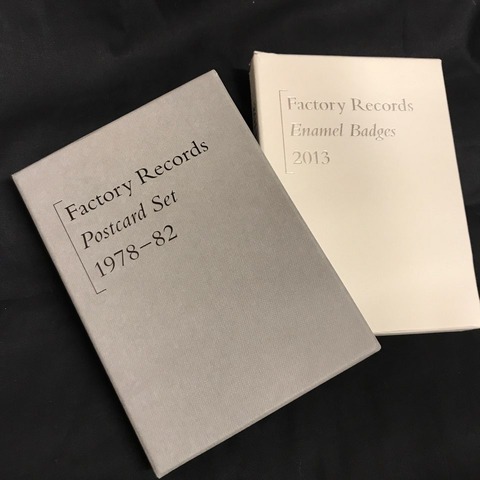 Factory Records
Postcard Set
1978–82
Factory Records
Enamel Badges
2013